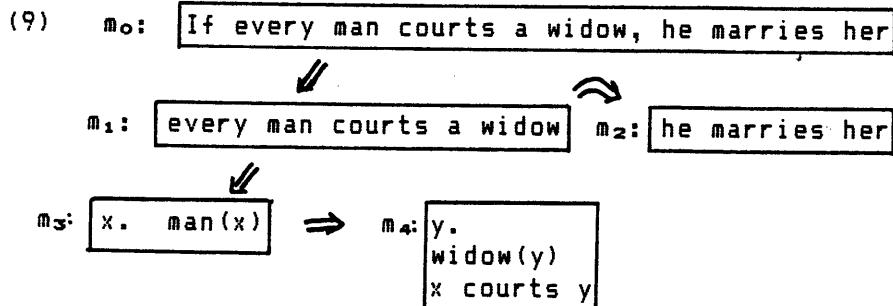 (9) m₀: If every man courts a widow, he marries her
m₁: every man courts a widow m₂: he marries her
m₃: x. man(x) ⇒ m₄: y.
widow(y)
x courts y